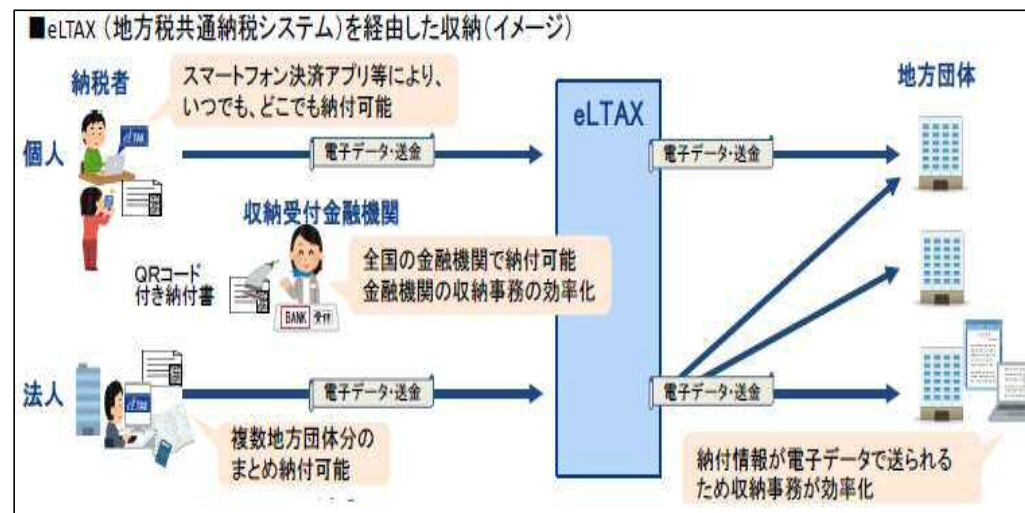 ■eLTAX（地方税共通納税システム）を経由した収納（イメージ）
納税者
スマートフォン決済アプリ等により、
いつでも、どこでも納付可能
個人
電子データ・送金
eLTAX
電子データ・送金
地方団体
収納受付金融機関
QRコード
付き納付書
全国の金融機関で納付可能
金融機関の収納事務の効率化
BANK 受付
法人
電子データ・送金
電子データ・送金
複数地方団体分の
まとめ納付可能
納付情報が電子データで送られる
ため収納事務が効率化